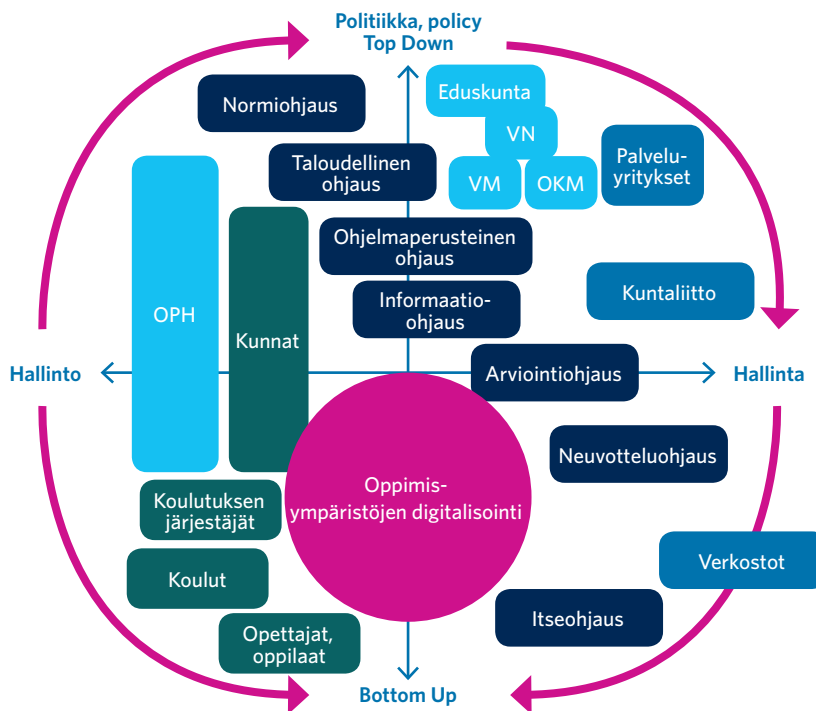 Politiikka, policy
Top Down
Normiohjaus
Eduskunta
VN
Taloudellinen
ohjaus
VM
OKM
Palvelu-
yritykset
Ohjelmaperusteinen
ohjaus
Informaatio-
ohjaus
Kuntaliitto
OPH
Kunnat
Hallinto
Arviointiohjaus
Hallinta
Neuvotteluohjaus
Oppimis-
ympäristöjen digitalisointi
Koulutuksen
järjestäjät
Koulut
Verkostot
Opettajat,
oppilaat
Itseohjaus
Bottom Up